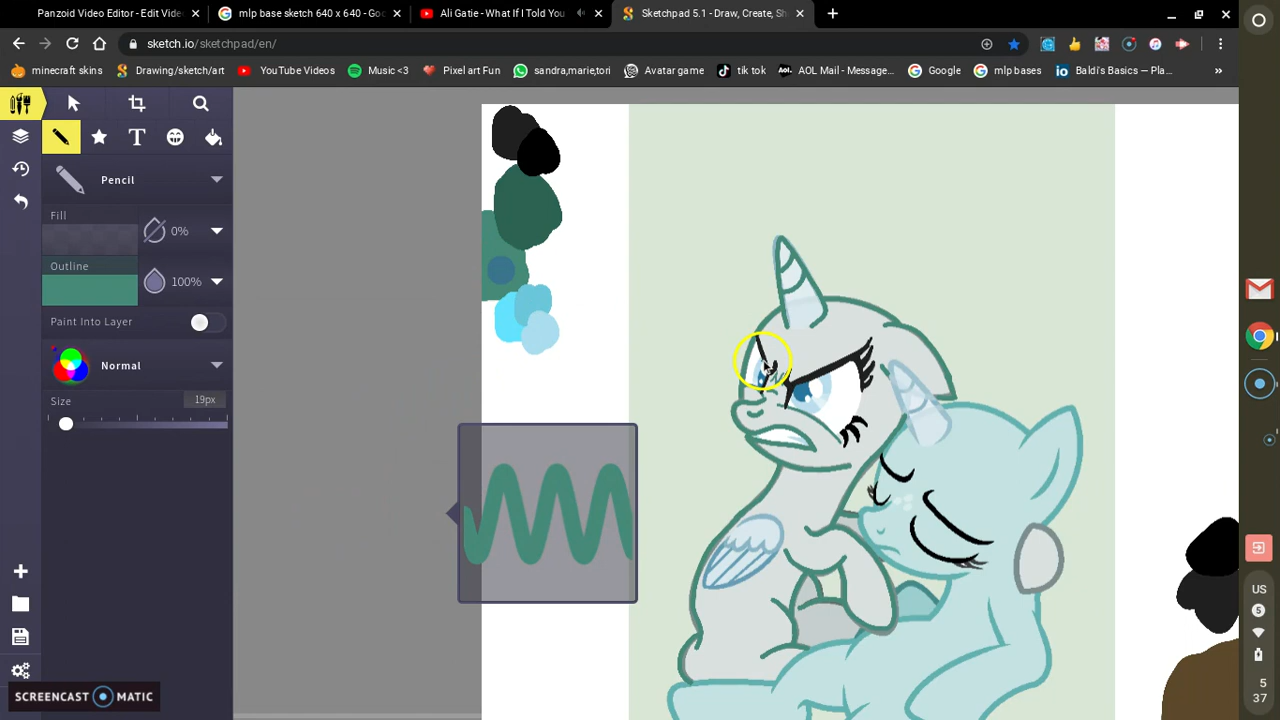 Panzoid Video Editor - Edit Vide
mlp base sketch 640 x 640 - Goo
Ali Gatie - What If I Told You
Sketchpad 5.1 - Draw, Create, Sh
sketch.io/sketchpad/en/
minecraft skins
Drawing/sketch/art
YouTube Videos
Music <3
Pixel art Fun
sandra,marie,tori
Avatar game
tik tok
AOL Mail - Message...
Google
mlp bases
Baldi's Basics — Pla...
»
T
Pencil
Fill
0%
Outline
100%
Paint Into Layer
Normal
Size
19px
SCREENCAST MATIC
US
5
5
37